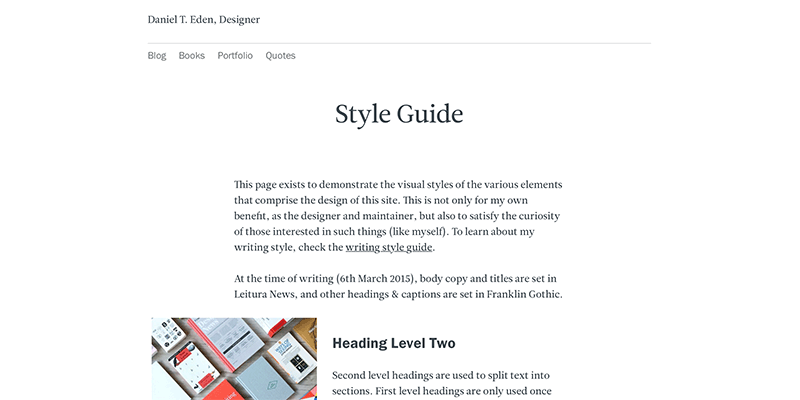 Daniel T. Eden, Designer
Blog Books Portfolio Quotes
Style Guide
This page exists to demonstrate the visual styles of the various elements
that comprise the design of this site. This is not only for my own
benefit, as the designer and maintainer, but also to satisfy the curiosity
of those interested in such things (like myself). To learn about my
writing style, check the writing style guide.
At the time of writing (6th March 2015), body copy and titles are set in
Leitura News, and other headings & captions are set in Franklin Gothic.
Heading Level Two
Second level headings are used to split text into
sections. First level headings are only used once